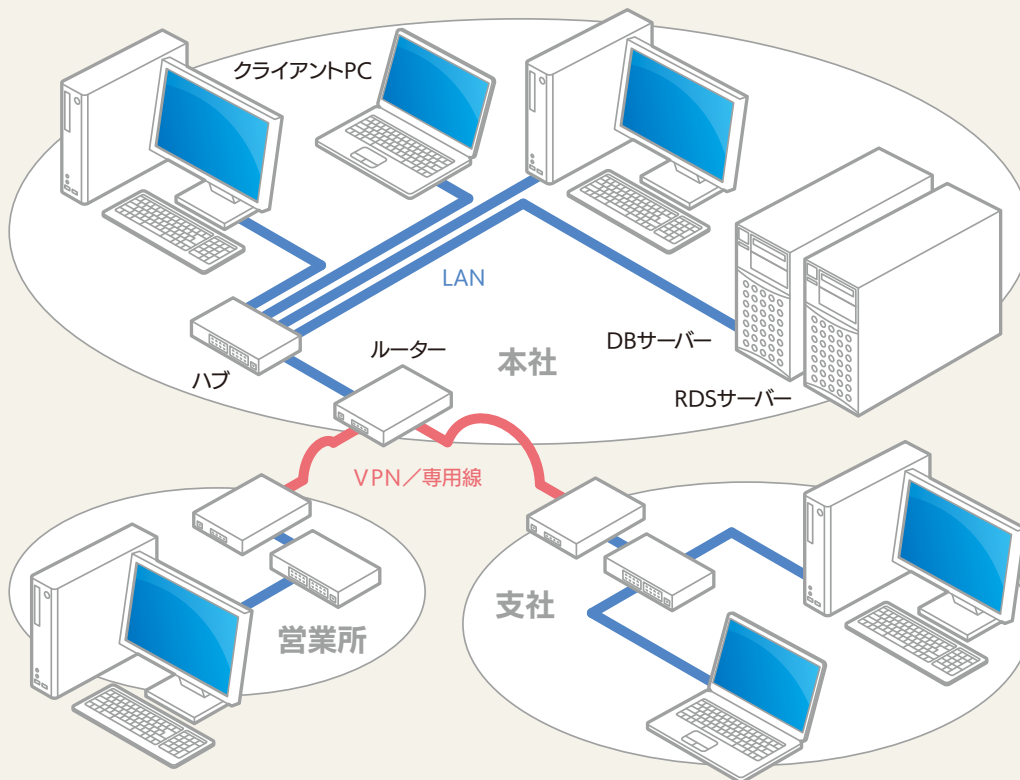 クライアントPC
LAN
DBサーバー
ルーター
本社
ハブ
RDSサーバー
VPN／専用線
支社
営業所